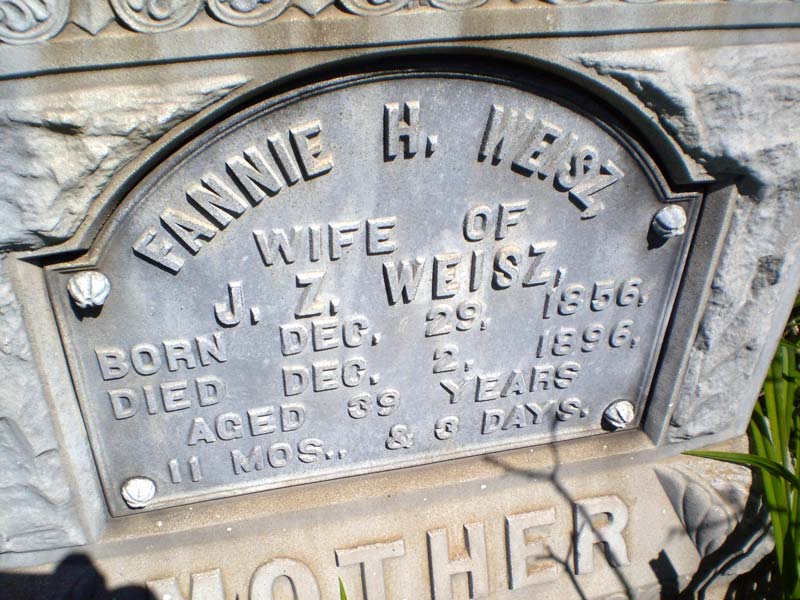 FANNIE H. WEISZ,
WIFE OF
J. Z. WEISZ,
BORN DEC. 29. 1856.
DIED DEC. 2. 1896.
AGED 39 YEARS
11 MOS., & 3 DAYS.
MOTHER